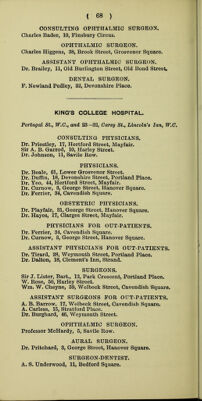 ( 68 )
CONSULTING OPHTHALMIC SURGEON.
Charles Bader, 10, Finsbury Circus.
OPHTHALMIC SURGEON.
Charles Higgens, 38, Brook Street, Grosvenor Square.
ASSISTANT OPHTHALMIC SURGEON.
Dr. Brailey, 11, Old Burlington Street, Old Bond Street.
DENTAL SURGEON.
F. Newland Pedley, 32, Devonshire Place.
KING'S COLLEGE HOSPITAL.
Portugal St., W.C., and 23—33, Carey St., Lincoln's Inn, W.C.
CONSULTING PHYSICIANS.
Dr. Priestley, 17, Hertford Street, Mayfair.
Sir A. B. Garrod, 10, Harley Street.
Dr. Johnson, 11, Savile Row.
PHYSICIANS.
Dr. Beale, 61, Lower Grosvenor Street.
Dr. Duffin, 18, Devonshire Street, Portland Place.
Dr. Yeo, 44, Hertford Street, Mayfair.
Dr. Curnow, 3, George Street, Hanover Square.
Dr. Ferrier, 34, Cavendish Square.
OBSTETRIC PHYSICIANS.
Dr. Playfair, 31, George Street, Hanover Square.
Dr. Hayes, 17, Clarges Street, Mayfair.
PHYSICIANS FOR OUT-PATIENTS.
Dr. Ferrier, 34, Cavendish Square.
Dr. Curnow, 3, George Street, Hanover Square.
ASSISTANT PHYSICIANS FOR OUT-PATIENTS.
Dr. Tirard, 28, Weymouth Street, Portland Place.
Dr. Dalton, 38, Clement's Inn, Strand.
SURGEONS.
Sir J. Lister, Bart., 12, Park Crescent, Portland Place.
W. Rose, 50, Harley Street.
Wm. W. Cheyne, 59, Welbeck Street, Cavendish Square.
ASSISTANT SURGEONS FOR OUT-PATIENTS.
A. B. Barrow, 17, Welbeck Street, Cavendish Square.
A. Carless, 15, Stratford Place.
Dr. Burghard, 46, Weymouth Street.
OPHTHALMIC SURGEON.
Professor McHardy, 5, Savile Row.
AURAL SURGEON.
Dr. Pritchard, 3, George Street, Hanover Square.
SURGEON-DENTIST.
A. S. Underwood, 11, Bedford Square.